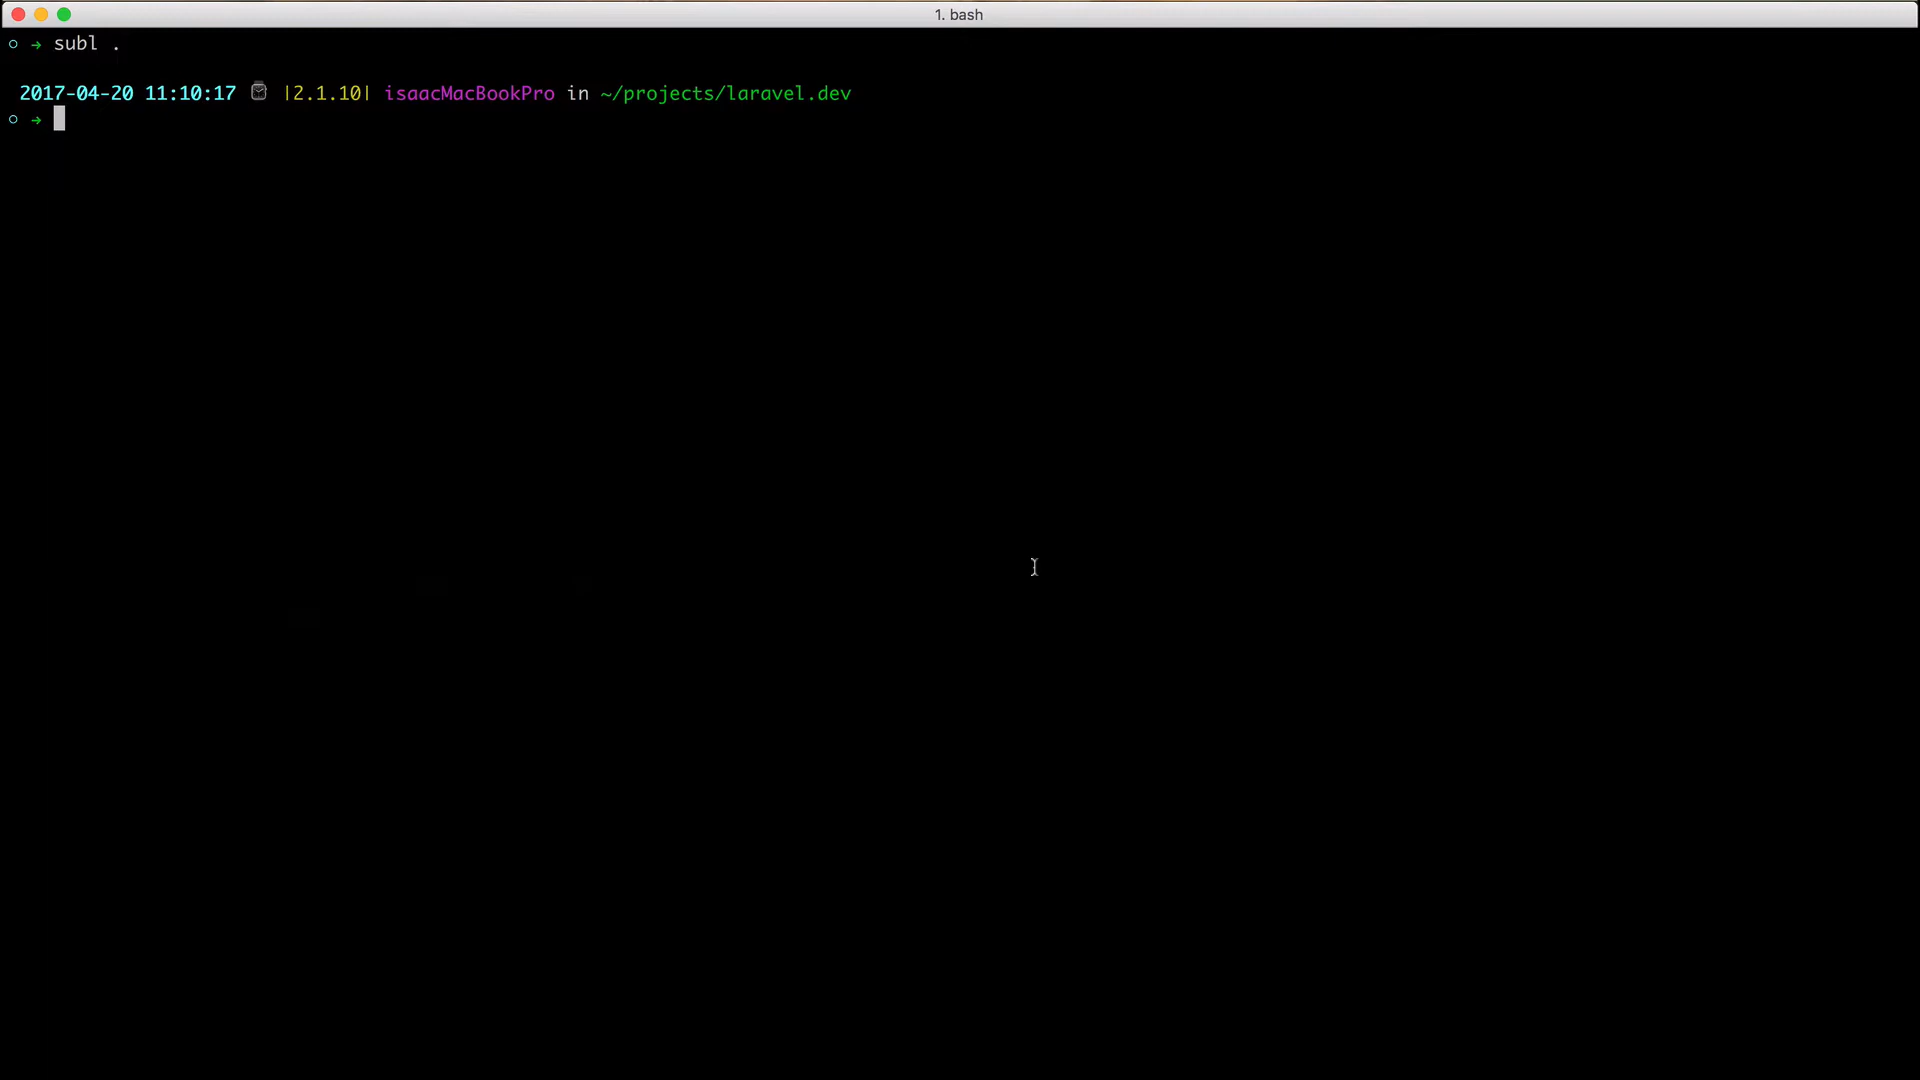 1. bash
○ → subl .
2017-04-20 11:10:17 |2.1.10| isaacMacBookPro in ~/projects/laravel.dev
○ →